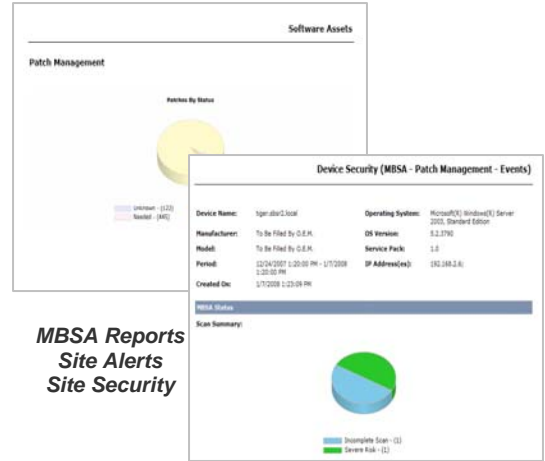 Software Assets
Patch Management
Patches By Status
Unknown - (122)
Needed - (445)
Device Security (MBSA - Patch Management - Events)
Device Name: tiger.sbsr2.local Operating System: Microsoft(R) Windows(R) Server 2003, Standard Edition
Manufacturer: To Be Filled By O.E.M. OS Version: 5.2.3790
Model: To Be Filled By O.E.M. Service Pack: 1.0
Period: 12/24/2007 1:20:00 PM - 1/7/2008 1:20:00 PM IP Address(es):
Created On: 1/7/2008 1:23:09 PM
MBSA Status
Scan Summary:
Incomplete Scan - (1)
Severe Risk - (1)
MBSA Reports
Site Alerts
Site Security